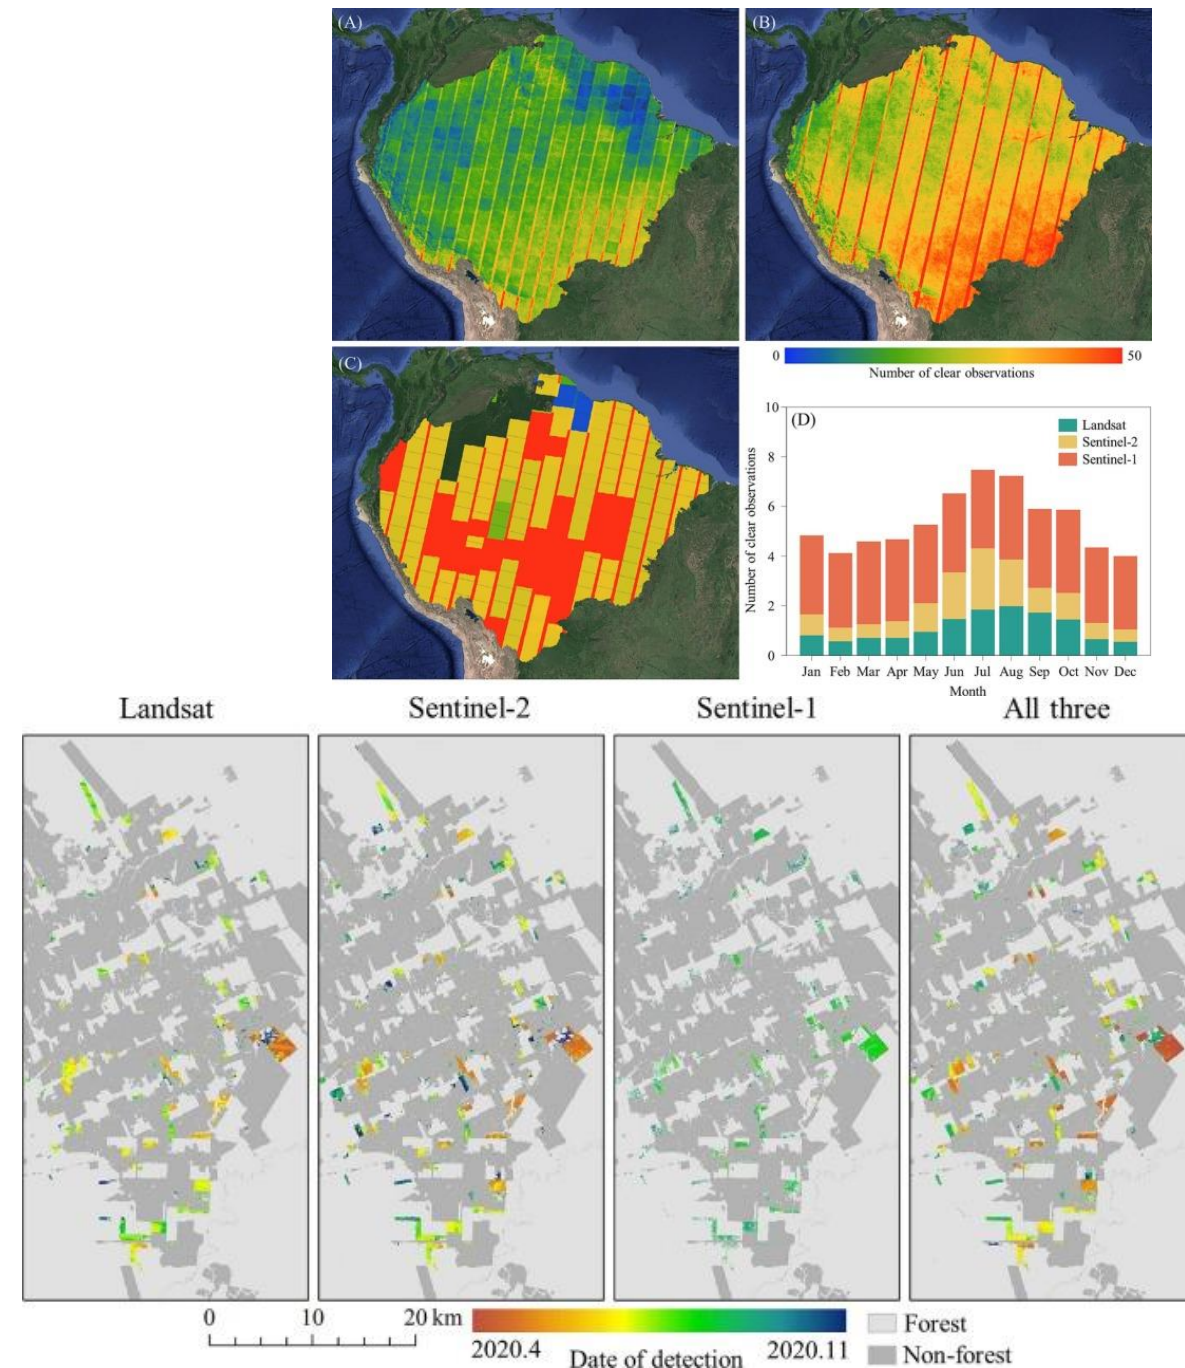 (A)
(B)
(C)
0 50
Number of clear observations
(D)
10
8
6
4
2
0
Number of clear observations
Landsat
Sentinel-2
Sentinel-1
Jan Feb Mar Apr May Jun Jul Aug Sep Oct Nov Dec
Month
Landsat Sentinel-2 Sentinel-1 All three
0 10 20 km
2020.4 2020.11
Date of detection
Forest
Non-forest